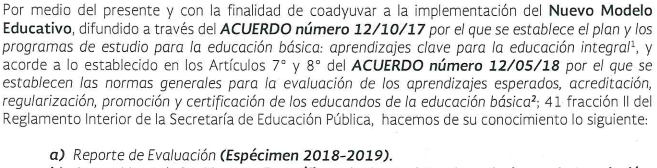 Por medio del presente y con la finalidad de coadyuvar a la implementación del Nuevo Modelo
Educativo, difundido a través del ACUERDO número 12/10/17 por el que se establece el plan y los
programas de estudio para la educación básica: aprendizajes clave para la educación integral¹, y
acorde a lo establecido en los Artículos 7° y 8° del ACUERDO número 12/05/18 por el que se
establecen las normas generales para la evaluación de los aprendizajes esperados, acreditación,
regularización, promoción y certificación de los educandos de la educación básica²; 41 fracción II del
Reglamento Interior de la Secretaría de Educación Pública, hacemos de su conocimiento lo siguiente:
a) Reporte de Evaluación (Espécimen 2018-2019).